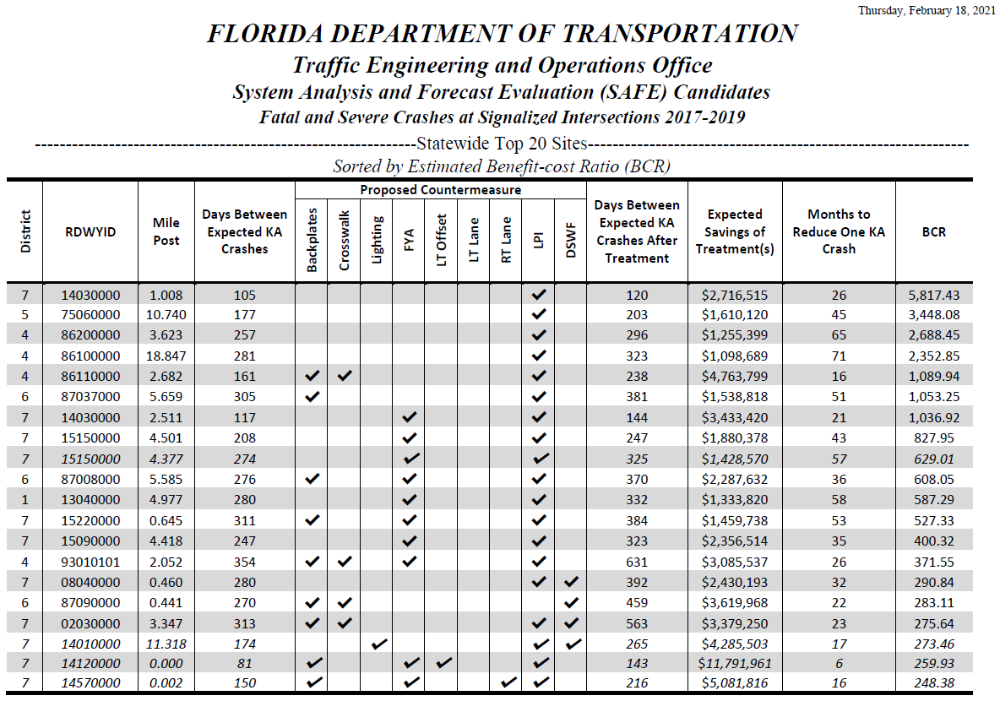 Thursday, February 18, 2021
FLORIDA DEPARTMENT OF TRANSPORTATION
Traffic Engineering and Operations Office
System Analysis and Forecast Evaluation (SAFE) Candidates
Fatal and Severe Crashes at Signalized Intersections 2017-2019
--------------------------------------------------------------Statewide Top 20 Sites--------------------------------------------------------------
Sorted by Estimated Benefit-cost Ratio (BCR)
District
RDWYID
Mile
Post
Days Between
Expected KA
Crashes
Proposed Countermeasure
Backplates
Crosswalk
Lighting
FYA
LT Offset
LT Lane
RT Lane
LPI
DSWF
Days Between
Expected KA
Crashes After
Treatment
Expected
Savings of
Treatment(s)
Months to
Reduce One KA
Crash
BCR
7 14030000 1.008 105 ✔ 120 $2,716,515 26 5,817.43
5 75060000 10.740 177 ✔ 203 $1,610,120 45 3,448.08
4 86200000 3.623 257 ✔ 296 $1,255,399 65 2,688.45
4 86100000 18.847 281 ✔ 323 $1,098,689 71 2,352.85
4 86110000 2.682 161 ✔ ✔ ✔ 238 $4,763,799 16 1,089.94
6 87037000 5.659 305 ✔ ✔ 381 $1,538,818 51 1,053.25
7 14030000 2.511 117 ✔ ✔ 144 $3,433,420 21 1,036.92
7 15150000 4.501 208 ✔ ✔ 247 $1,880,378 43 827.95
7 15150000 4.377 274 ✔ ✔ 325 $1,428,570 57 629.01
6 87008000 5.585 276 ✔ ✔ ✔ 370 $2,287,632 36 608.05
1 13040000 4.977 280 ✔ ✔ 332 $1,333,820 58 587.29
7 15220000 0.645 311 ✔ ✔ ✔ 384 $1,459,738 53 527.33
7 15090000 4.418 247 ✔ ✔ 323 $2,356,514 35 400.32
4 93010101 2.052 354 ✔ ✔ ✔ ✔ 631 $3,085,537 26 371.55
7 08040000 0.460 280 ✔ ✔ 392 $2,430,193 32 290.84
6 87090000 0.441 270 ✔ ✔ ✔ 459 $3,619,968 22 283.11
7 02030000 3.347 313 ✔ ✔ ✔ ✔ 563 $3,379,250 23 275.64
7 14010000 11.318 174 ✔ ✔ ✔ 265 $4,285,503 17 273.46
7 14120000 0.000 81 ✔ ✔ ✔ ✔ 143 $11,791,961 6 259.93
7 14570000 0.002 150 ✔ ✔ ✔ ✔ 216 $5,081,816 16 248.38